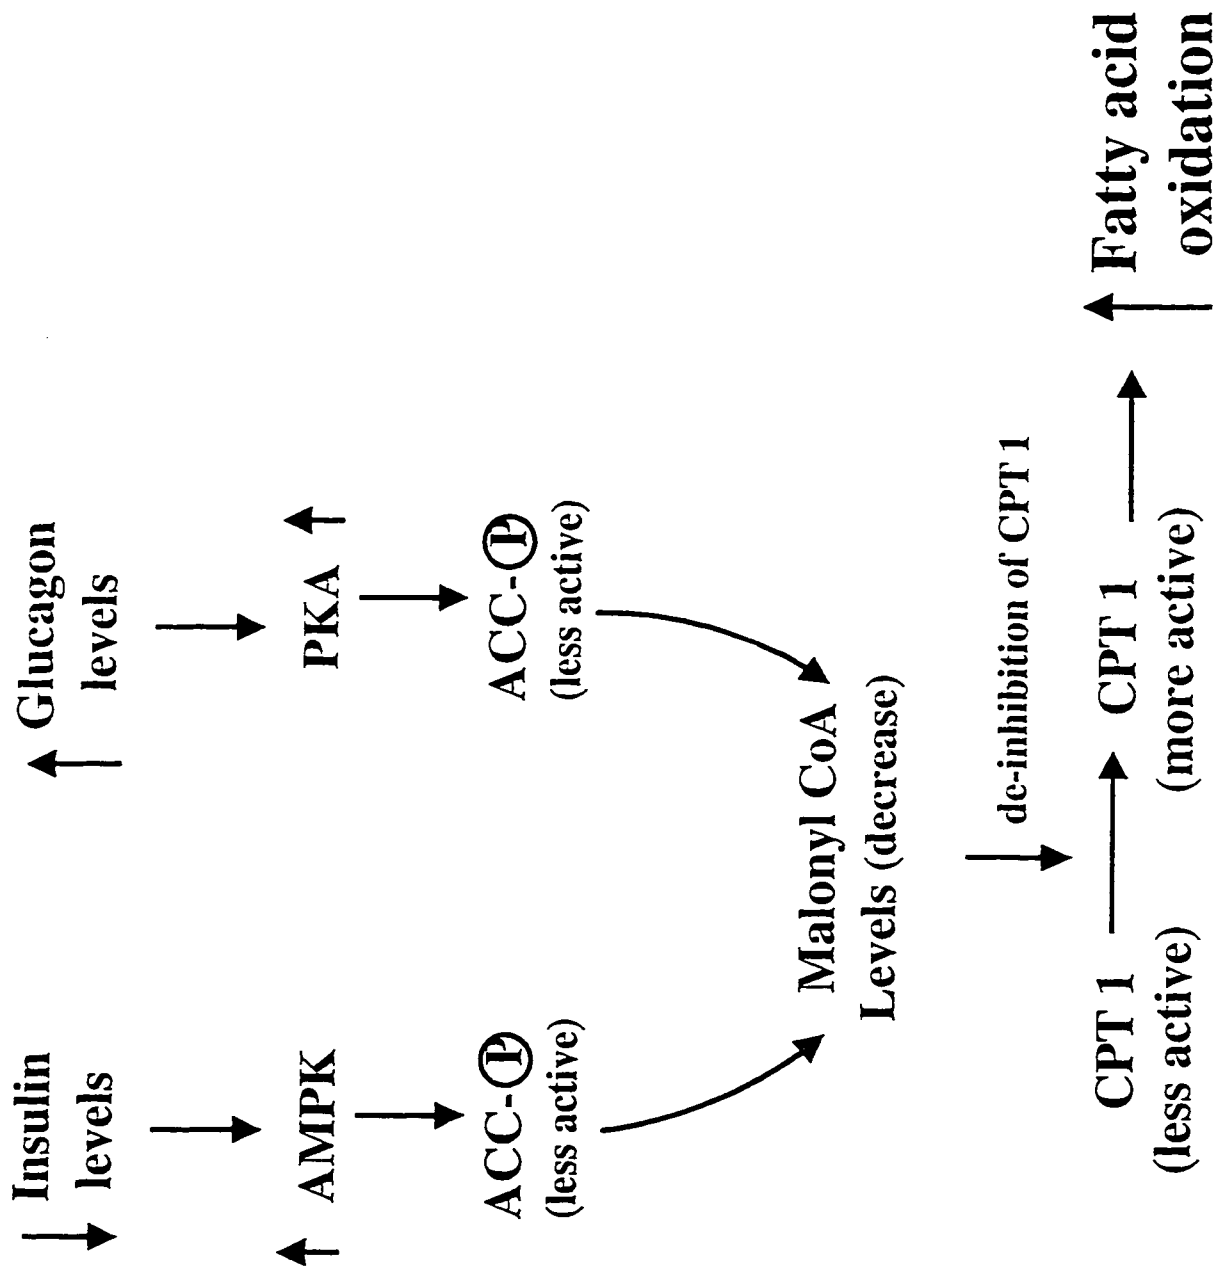 Insulin
levels
Glucagon
levels
AMPK
PKA
ACC-P
(less active)
ACC-P
(less active)
Malonyl CoA
Levels (decrease)
de-inhibition of CPT 1
CPT 1
(less active)
CPT 1
(more active)
Fatty acid
oxidation